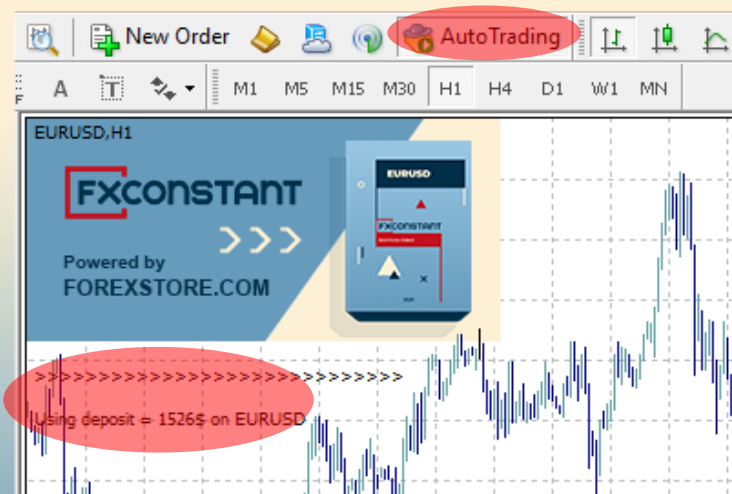 New Order
AutoTrading
A
T
F
M1
M5
M15
M30
H1
H4
D1
W1
MN
EURUSD,H1
FXCONSTANT
Powered by
FOREXSTORE.COM
EURUSD
FXCONSTANT
>>>>>>>>>>>>>>>>>>>>>>>>>>>>>
Using deposit = 1526$ on EURUSD